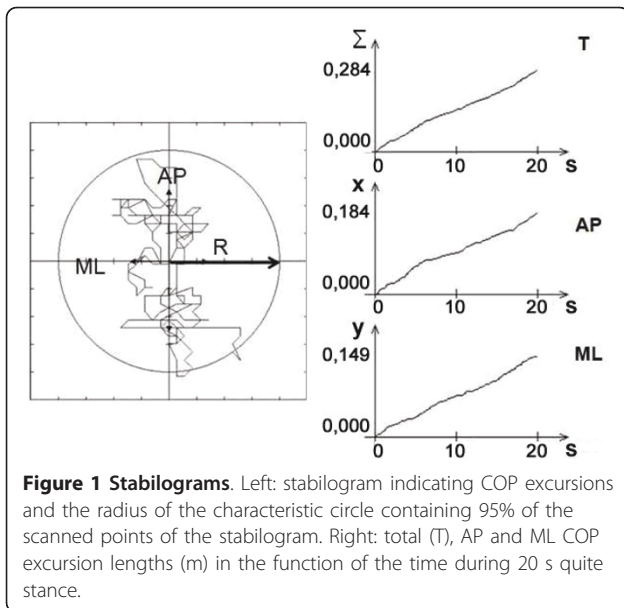 AP
R
ML
Σ
T
0,284
0,000
0
10
20
s
x
AP
0,184
0,000
0
10
20
s
y
ML
0,149
0,000
0
10
20
s
Figure 1 Stabilograms. Left: stabilogram indicating COP excursions
and the radius of the characteristic circle containing 95% of the
scanned points of the stabilogram. Right: total (T), AP and ML COP
excursion lengths (m) in the function of the time during 20 s quite
stance.